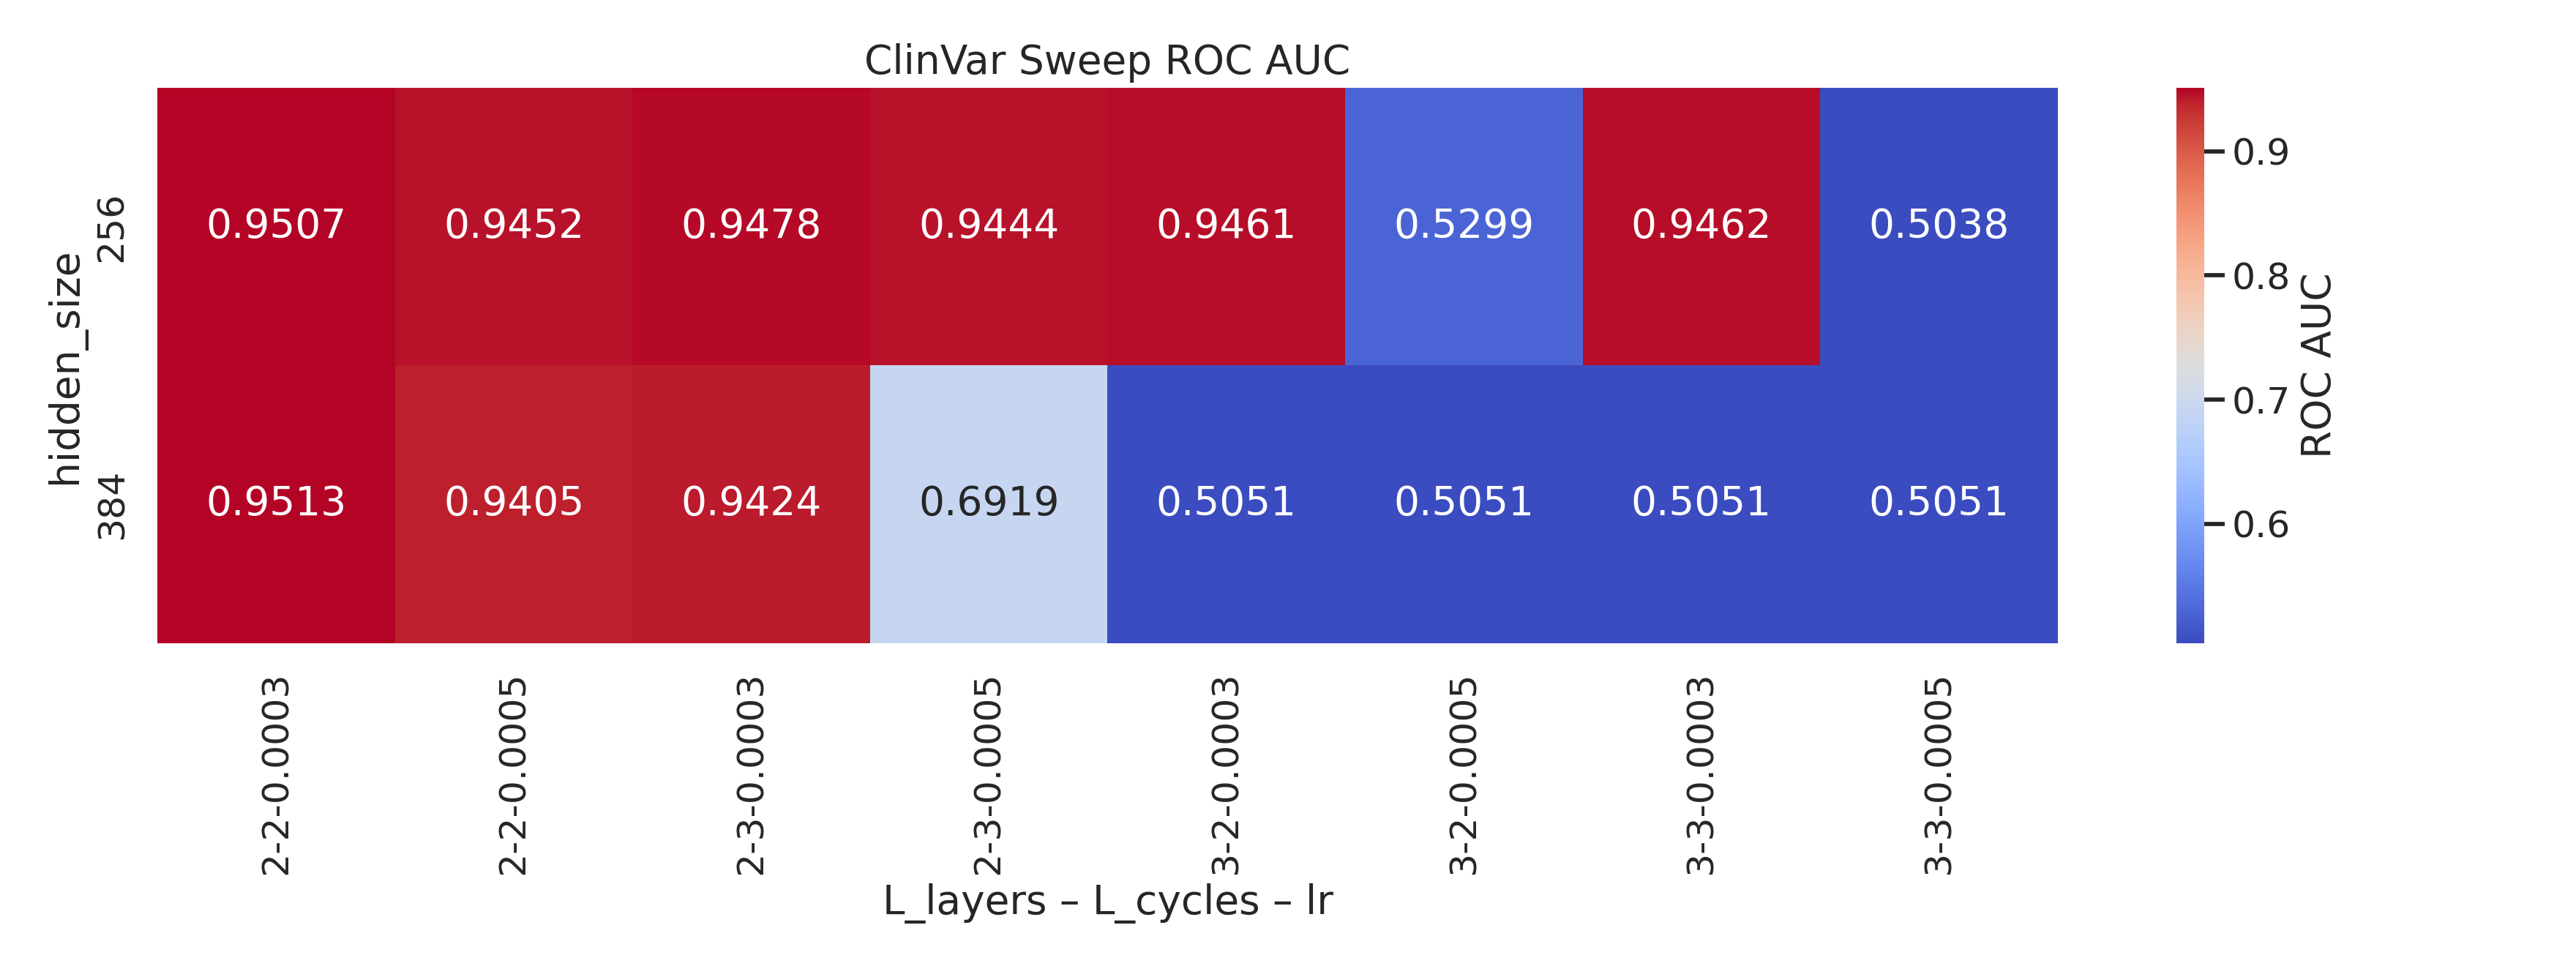 ClinVar Sweep ROC AUC
hidden_size
256
0.9507 0.9452 0.9478 0.9444 0.9461 0.5299 0.9462 0.5038
384
0.9513 0.9405 0.9424 0.6919 0.5051 0.5051 0.5051 0.5051
2-2-0.0003
2-2-0.0005
2-3-0.0003
2-3-0.0005
3-2-0.0003
3-2-0.0005
3-3-0.0003
3-3-0.0005
L_layers – L_cycles – lr
0.9
0.8
0.7
0.6
ROC AUC